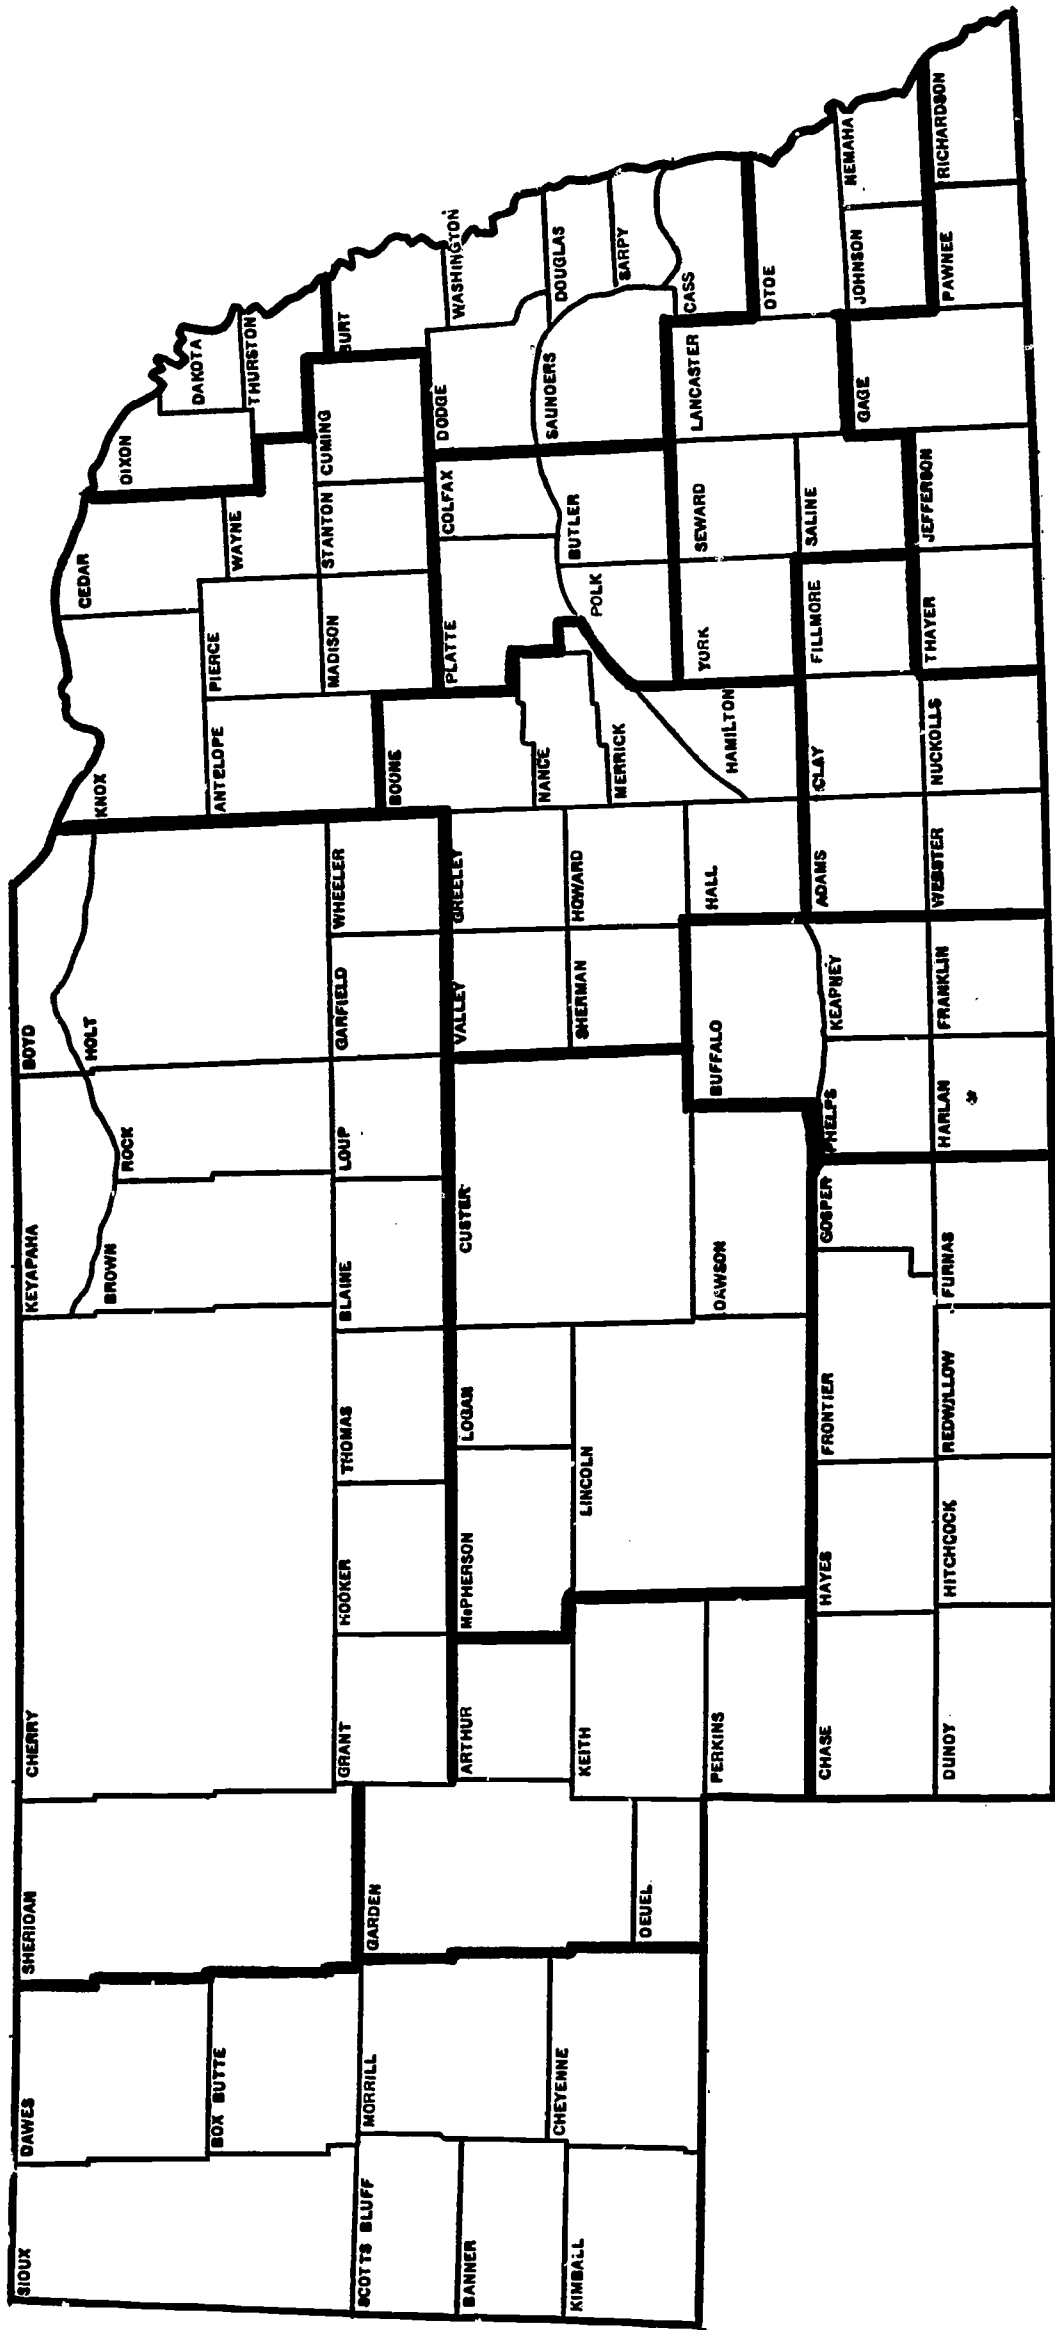 SIOUX
DAWES
SHERIOAN
CHERRY
KEYAPAHA
BOYD
BROWN
ROCK
HOLT
KNOX
CEDAR
DIXON
DAKOTA
BOX BUTTE
ANTELOPE
PIERCE
WAYNE
THURSTON
GRANT
HOOKER
THOMAS
BLAINE
LOUP
GARFIELD
WHEELER
MADISON
STANTON
CUMING
BURT
SCOTTS BLUFF
MORRILL
GARDEN
BOONE
PLATTE
COLFAX
DODGE
WASHINGTON
BANNER
ARTHUR
McPHERSON
LOGAN
CUSTER
VALLEY
GREELEY
NANCE
BUTLER
SAUNDERS
DOUGLAS
KIMBALL
CHEYENNE
KEITH
LINCOLN
SHERMAN
HOWARD
MERRICK
POLK
SARPY
DEUEL
PERKINS
DAWSON
BUFFALO
HALL
HAMILTON
YORK
SEWARD
LANCASTER
CASS
OTOE
CHASE
HAYES
FRONTIER
GOSPER
PHELPS
KEARNEY
ADAMS
CLAY
FILLMORE
SALINE
GAGE
JOHNSON
NEMAHA
DUNDY
HITCHCOCK
REDWILLOW
FURNAS
HARLAN
FRANKLIN
WEBSTER
NUCKOLLS
THAYER
JEFFERSON
PAWNEE
RICHARDSON